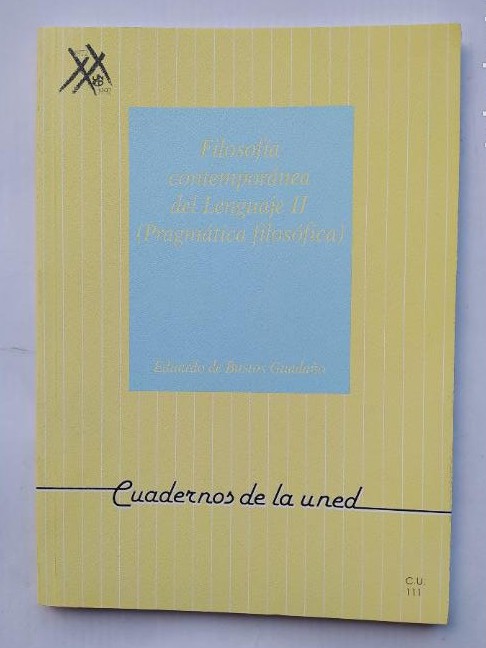 Filosofía
contemporánea
del Lenguaje II
(Pragmática filosófica)
Eduardo de Bustos Guadaño
Cuadernos de la uned
C.U.
111